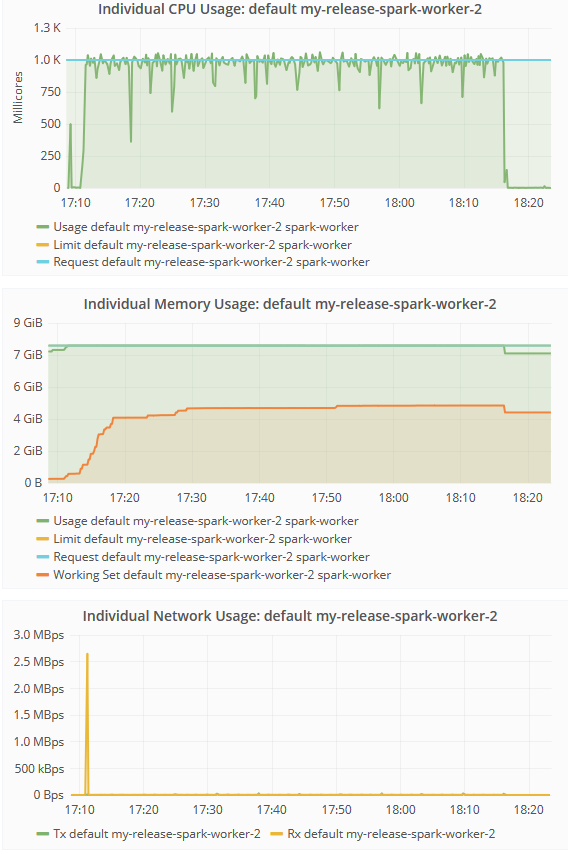 Individual CPU Usage: default my-release-spark-worker-2
1.3 K
1.0 K
750
500
250
0
Millicores
17:10 17:20 17:30 17:40 17:50 18:00 18:10 18:20
Usage default my-release-spark-worker-2 spark-worker
Limit default my-release-spark-worker-2 spark-worker
Request default my-release-spark-worker-2 spark-worker
Individual Memory Usage: default my-release-spark-worker-2
9 GiB
7 GiB
6 GiB
4 GiB
2 GiB
0 B
17:10 17:20 17:30 17:40 17:50 18:00 18:10 18:20
Usage default my-release-spark-worker-2 spark-worker
Limit default my-release-spark-worker-2 spark-worker
Request default my-release-spark-worker-2 spark-worker
Working Set default my-release-spark-worker-2 spark-worker
Individual Network Usage: default my-release-spark-worker-2
3.0 MBps
2.5 MBps
2.0 MBps
1.5 MBps
1.0 MBps
500 kBps
0 Bps
17:10 17:20 17:30 17:40 17:50 18:00 18:10 18:20
Tx default my-release-spark-worker-2 Rx default my-release-spark-worker-2